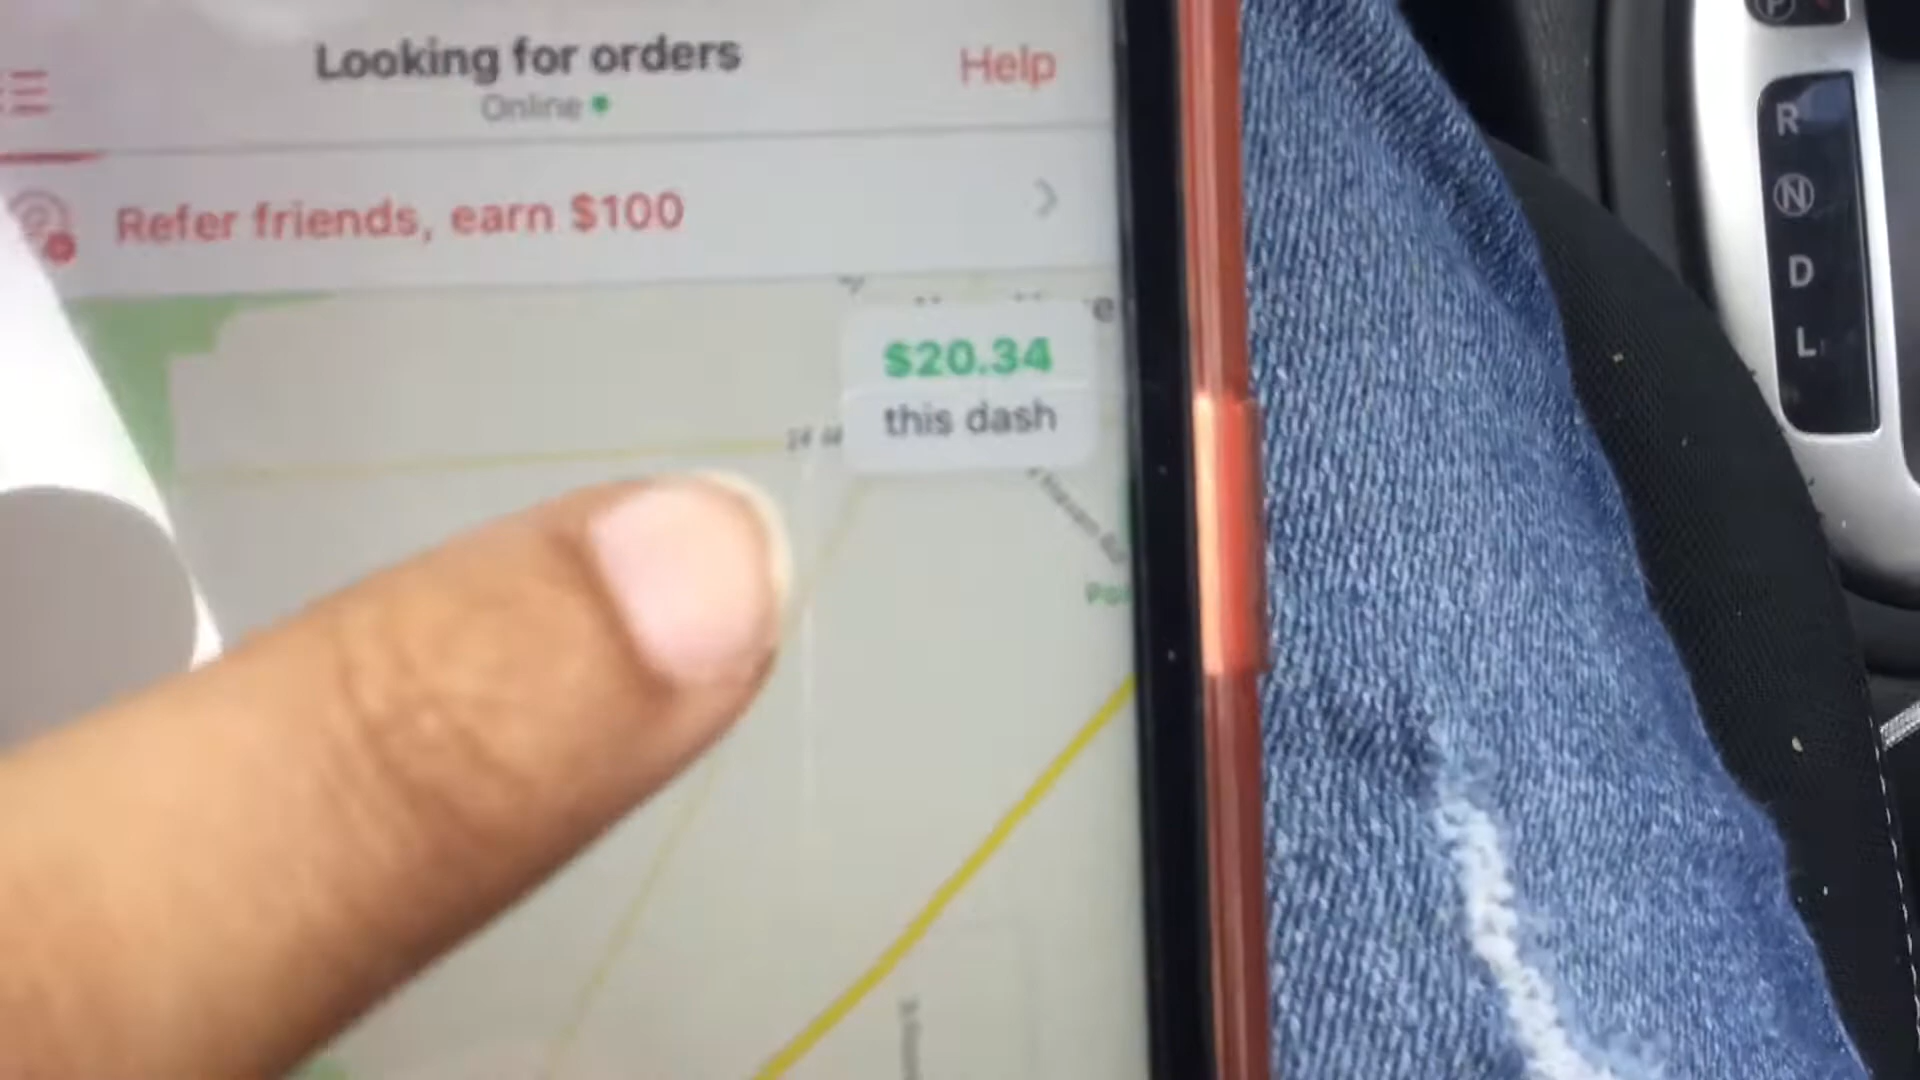 Looking for orders
Help
Online
Refer friends, earn $100
$20.34
this dash
P
R
N
D
L